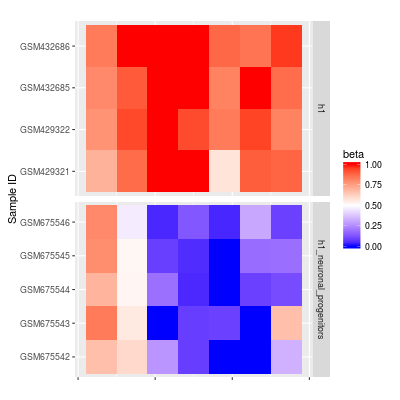 GSM432686
GSM432685
GSM429322
GSM429321
h1
Sample ID
GSM675546
GSM675545
GSM675544
GSM675543
GSM675542
h1_neuronal_progenitors
beta
1.00
0.75
0.50
0.25
0.00